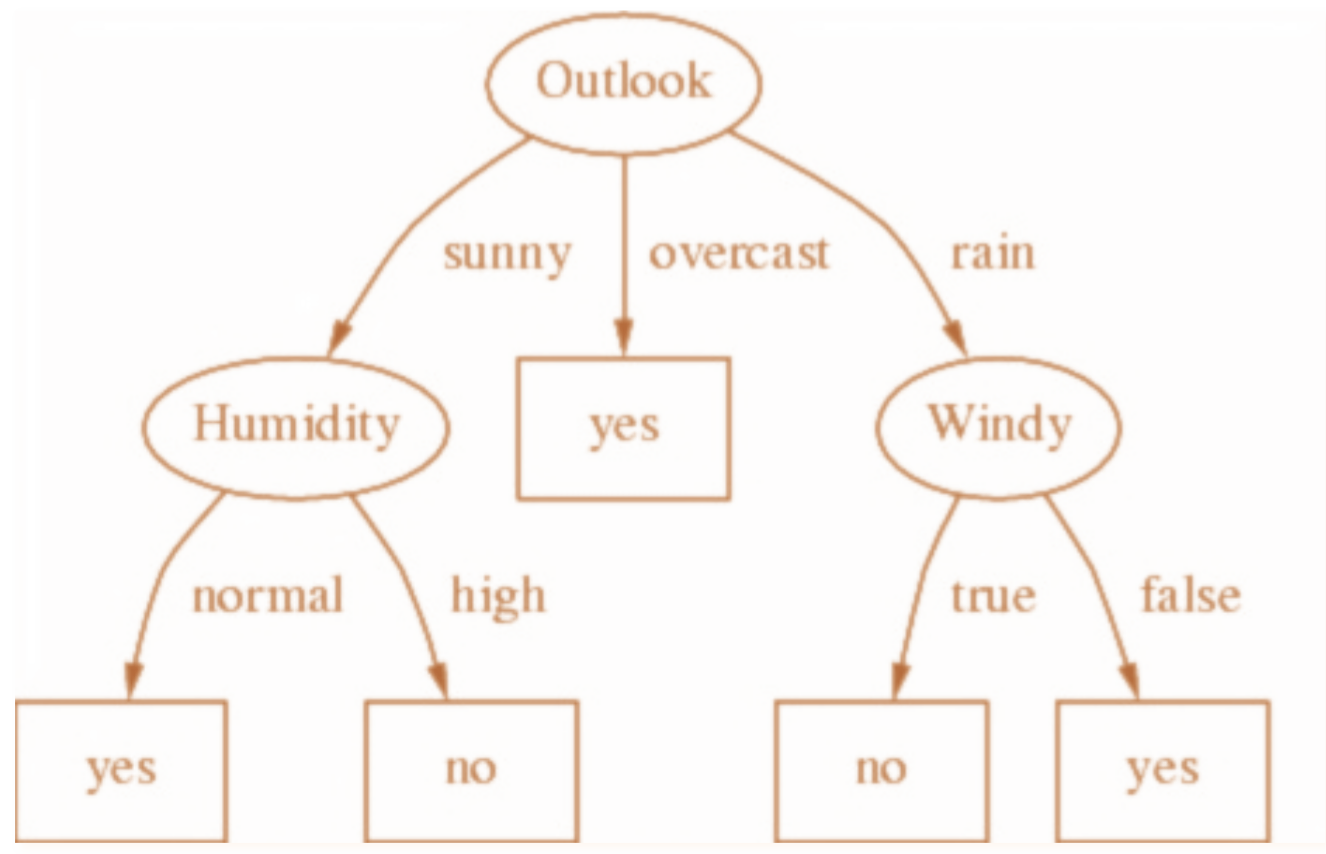 Outlook
sunny overcast rain
Humidity yes Windy
normal high true false
yes no no yes